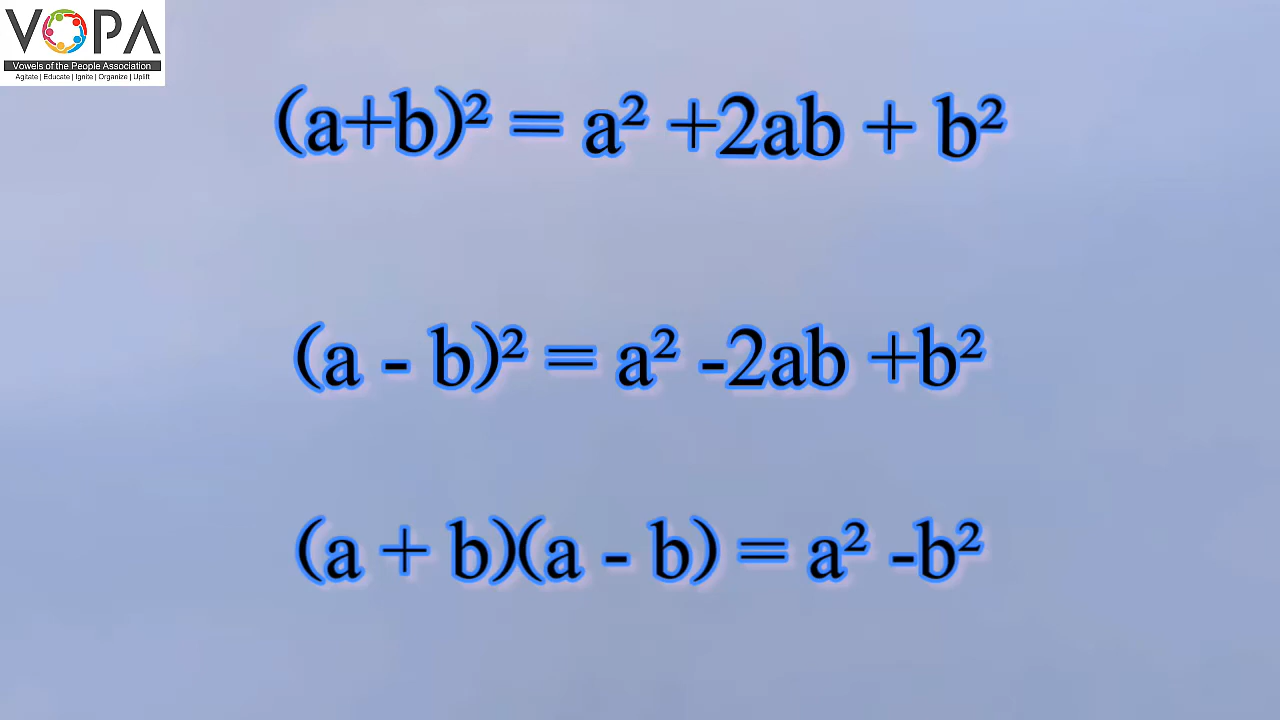 VOPA
Vowels of the People Association
Agitate | Educate | Ignite | Organize | Uplift
(a+b)² = a² +2ab + b²
(a - b)² = a² -2ab +b²
(a + b)(a - b) = a² -b²